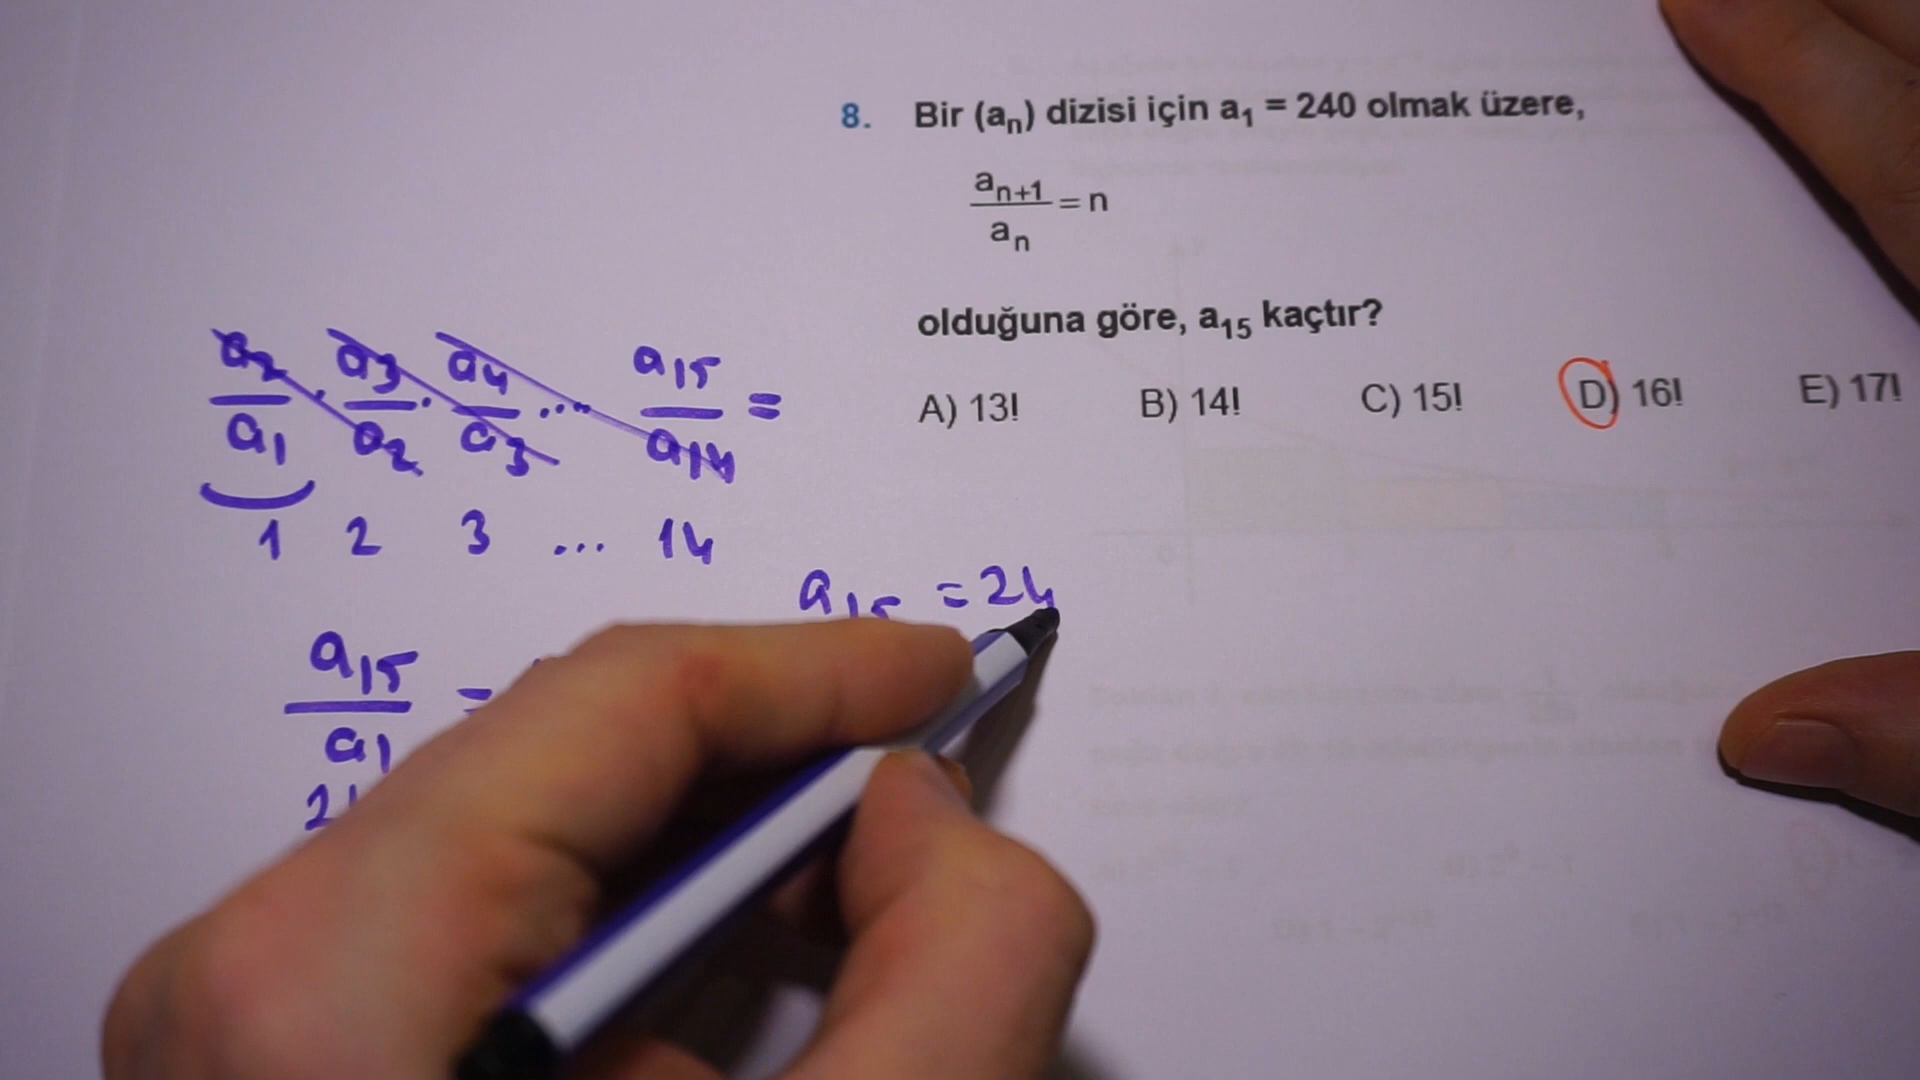 8. Bir (aₙ) dizisi için a₁ = 240 olmak üzere,
aₙ₊₁/aₙ = n
olduğuna göre, a₁₅ kaçtır?
A) 13! B) 14! C) 15! D) 16! E) 17!
a₂/a₁ · a₃/a₂ · a₄/a₃ ... a₁₅/a₁₄ =
1 2 3 ... 14
a₁₅ = 24
a₁₅/a₁ =